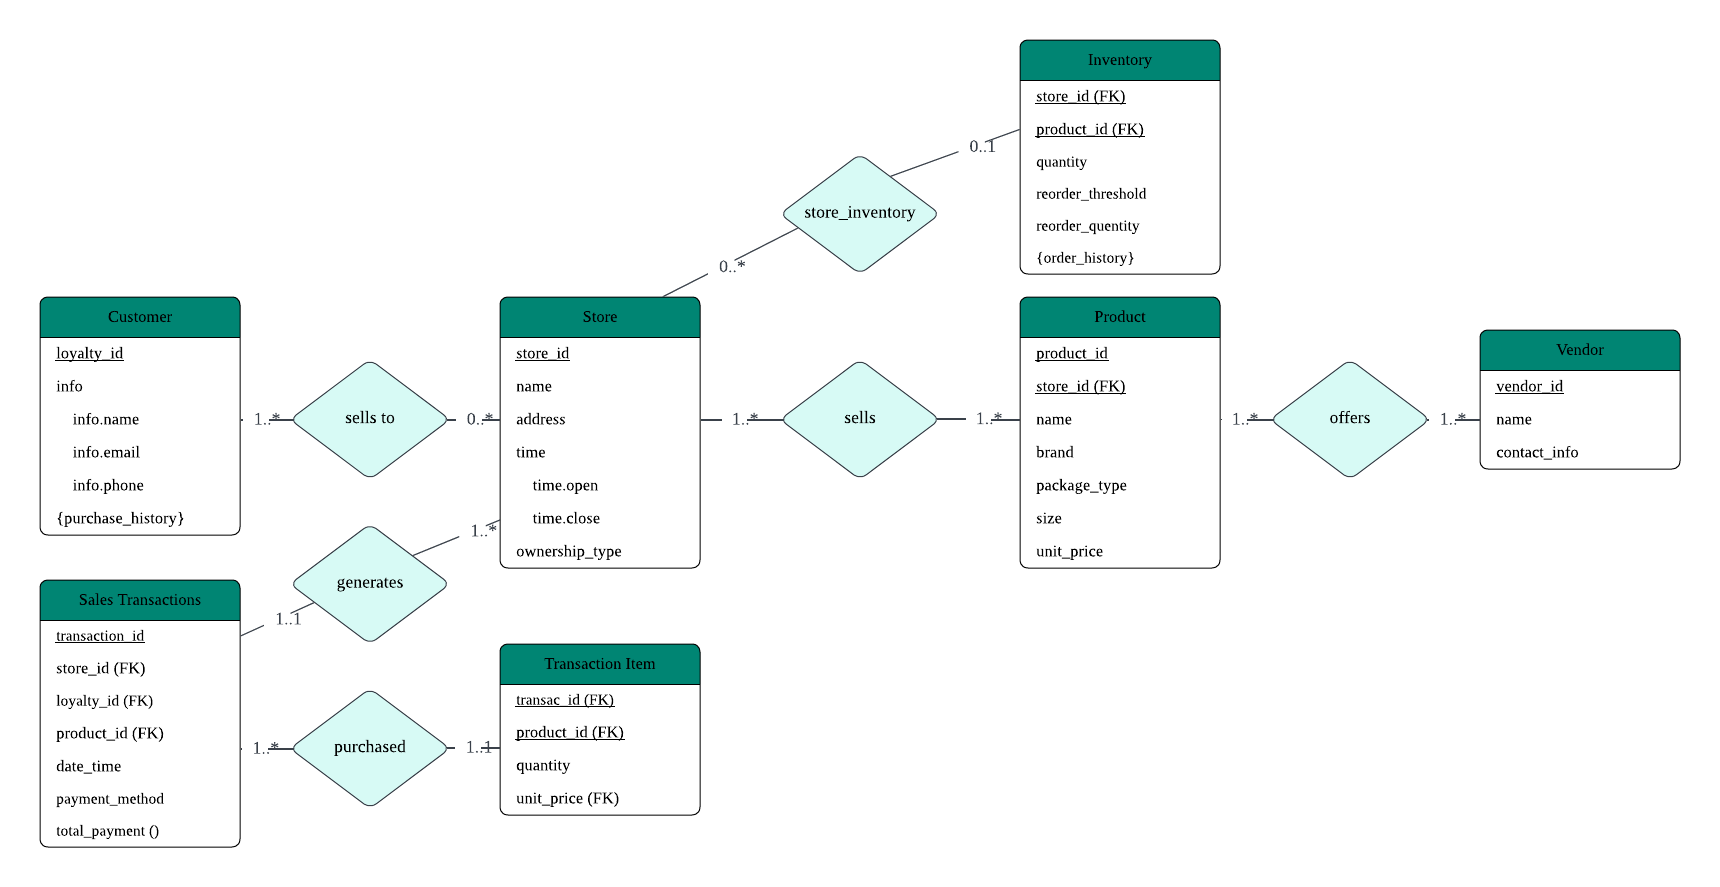 Inventory
store_id (FK)
product_id (FK)
quantity
reorder_threshold
reorder_quentity
{order_history}
0..1
store_inventory
0..*
Customer
loyalty_id
info
info.name
info.email
info.phone
{purchase_history}
1..*
sells to
0..*
Store
store_id
name
address
time
time.open
time.close
ownership_type
1..*
sells
1..*
Product
product_id
store_id (FK)
name
brand
package_type
size
unit_price
1..*
offers
1..*
Vendor
vendor_id
name
contact_info
1..*
generates
1..1
Sales Transactions
transaction_id
store_id (FK)
loyalty_id (FK)
product_id (FK)
date_time
payment_method
total_payment ()
1..*
purchased
1..1
Transaction Item
transac_id (FK)
product_id (FK)
quantity
unit_price (FK)